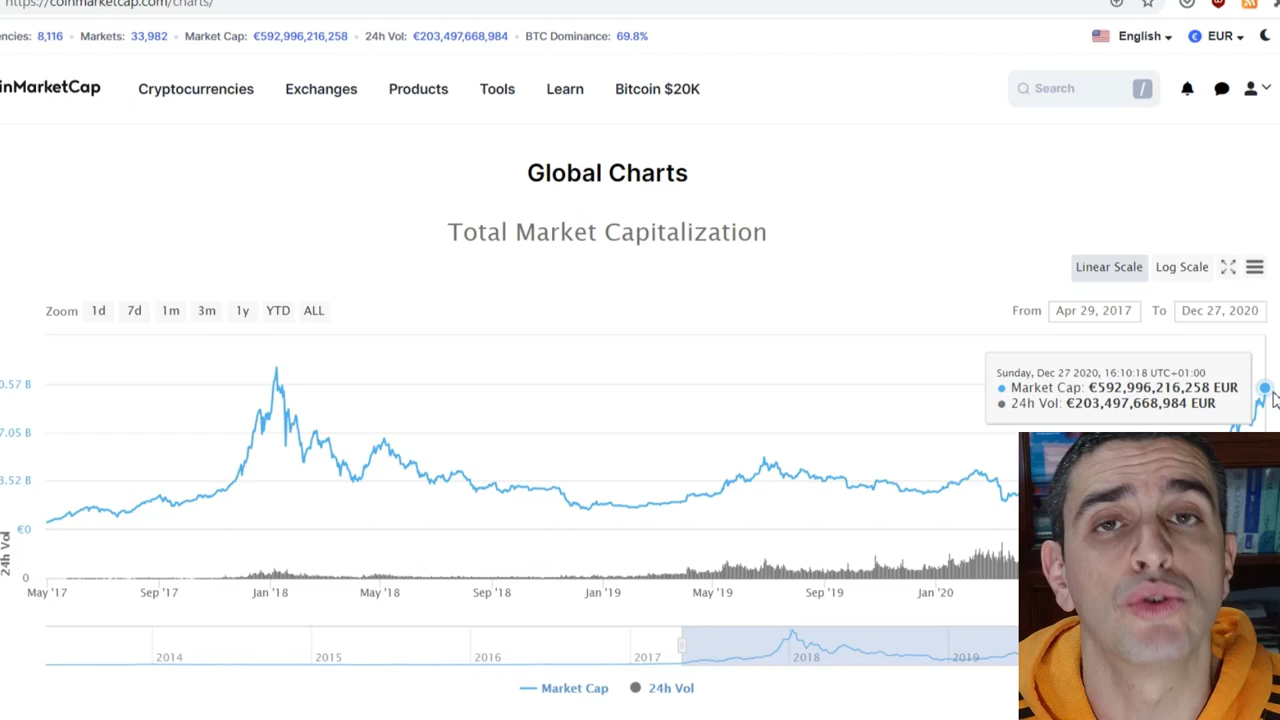 https://coinmarketcap.com/charts/
encies: 8,116 Markets: 33,982 Market Cap: €592,996,216,258 24h Vol: €203,497,668,984 BTC Dominance: 69.8% English EUR
inMarketCap Cryptocurrencies Exchanges Products Tools Learn Bitcoin $20K Search /
Global Charts
Total Market Capitalization
Linear Scale Log Scale
Zoom 1d 7d 1m 3m 1y YTD ALL From Apr 29, 2017 To Dec 27, 2020
Sunday, Dec 27 2020, 16:10:18 UTC+01:00
0.57 B Market Cap: €592,996,216,258 EUR
24h Vol: €203,497,668,984 EUR
7.05 B
3.52 B
€0
24h Vol
0
May '17 Sep '17 Jan '18 May '18 Sep '18 Jan '19 May '19 Sep '19 Jan '20
2014 2015 2016 2017 2018 2019
Market Cap 24h Vol